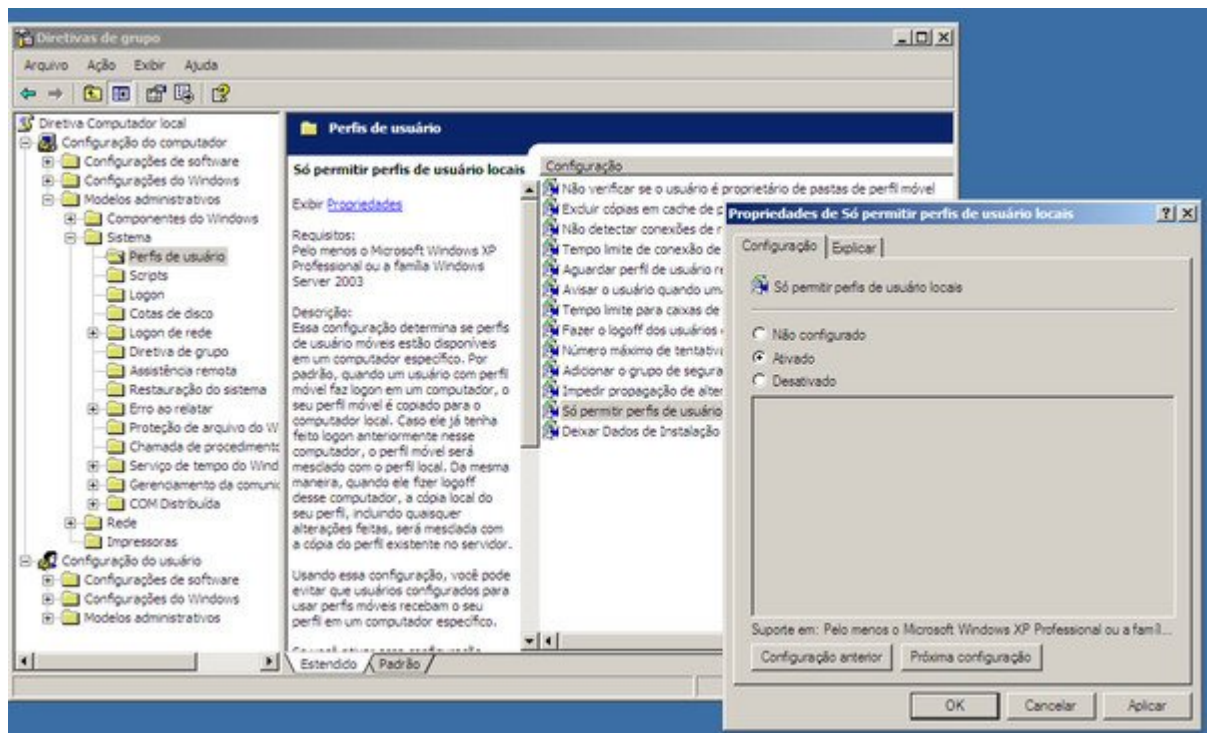 Diretivas de grupo
Arquivo Ação Exibir Ajuda
Diretiva Computador local
Configuração do computador
Configurações de software
Configurações do Windows
Modelos administrativos
Componentes do Windows
Sistema
Perfis de usuário
Scripts
Logon
Cotas de disco
Logon de rede
Diretiva de grupo
Assistência remota
Restauração do sistema
Erro ao relatar
Proteção de arquivo do W
Chamada de procedimento
Serviço de tempo do Wind
Gerenciamento da comunic
COM Distribuída
Rede
Impressoras
Configuração do usuário
Configurações de software
Configurações do Windows
Modelos administrativos
Perfis de usuário
Só permitir perfis de usuário locais
Exibir Propriedades
Requisitos:
Pelo menos o Microsoft Windows XP
Professional ou a família Windows
Server 2003
Descrição:
Essa configuração determina se perfis
de usuário móveis estão disponíveis
em um computador específico. Por
padrão, quando um usuário com perfil
móvel faz logon em um computador, o
seu perfil móvel é copiado para o
computador local. Caso ele já tenha
feito logon anteriormente nesse
computador, o perfil móvel será
mesclado com o perfil local. Da mesma
maneira, quando ele fizer logoff
desse computador, a cópia local do
seu perfil, incluindo quaisquer
alterações feitas, será mesclada com
a cópia do perfil existente no servidor.
Usando essa configuração, você pode
evitar que usuários configurados para
usar perfis móveis recebam o seu
perfil em um computador específico.
Estendido Padrão
Configuração
Não verificar se o usuário é proprietário de pastas de perfil móvel
Excluir cópias em cache de p
Não detectar conexões de r
Tempo limite de conexão de
Aguardar perfil de usuário re
Avisar o usuário quando um
Tempo limite para caixas de
Fazer o logoff dos usuários
Número máximo de tentativ
Adicionar o grupo de segura
Impedir propagação de alter
Só permitir perfis de usuário
Deixar Dados de Instalação
Propriedades de Só permitir perfis de usuário locais
Configuração Explicar
Só permitir perfis de usuário locais
Não configurado
Ativado
Desativado
Suporte em: Pelo menos o Microsoft Windows XP Professional ou a famíl...
Configuração anterior Próxima configuração
OK Cancelar Aplicar